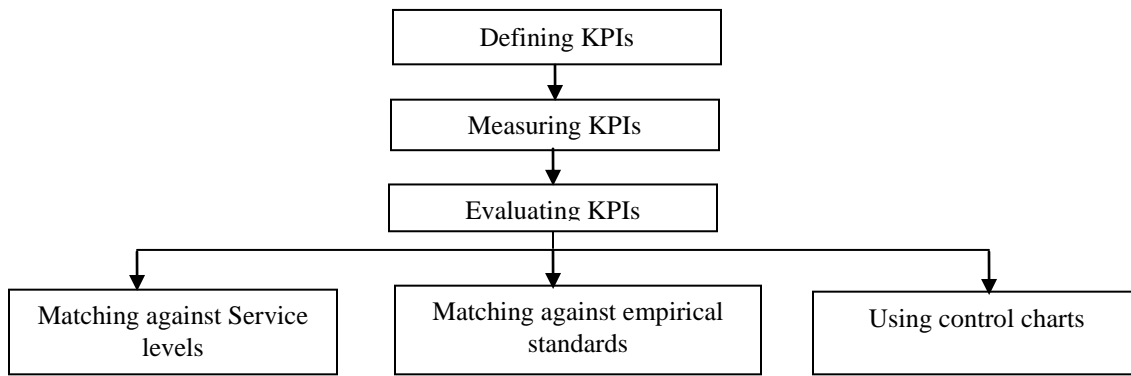 Defining KPIs
Measuring KPIs
Evaluating KPIs
Matching against Service
levels
Matching against empirical
standards
Using control charts